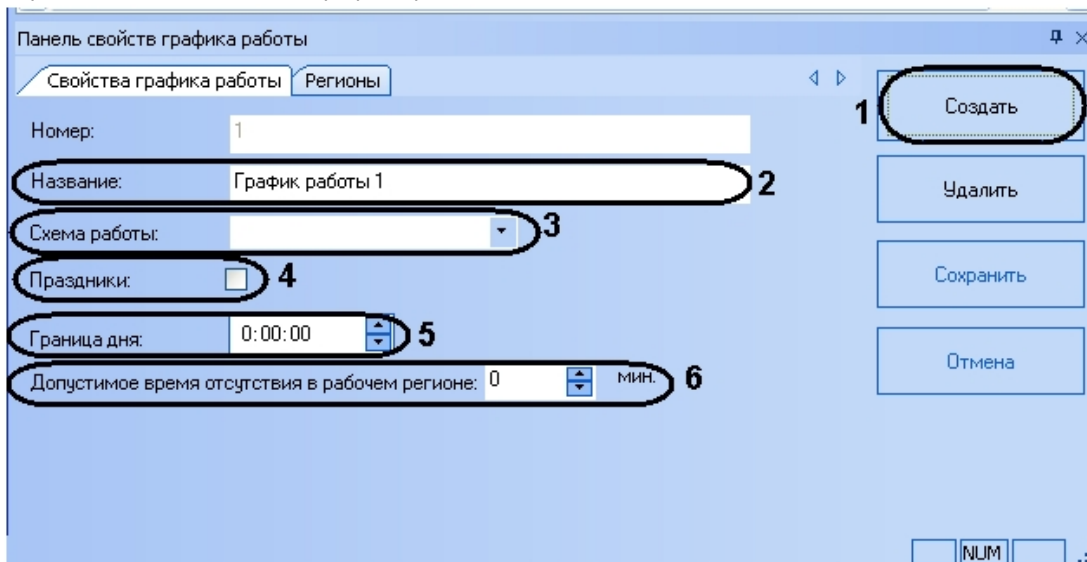 Панель свойств графика работы
Свойства графика работы Регионы
1 Создать
Номер: 1
Название: График работы 1 2
Удалить
Схема работы: 3
Праздники: 4
Сохранить
Граница дня: 0:00:00 5
Отмена
Допустимое время отсутствия в рабочем регионе: 0 мин. 6
NUM